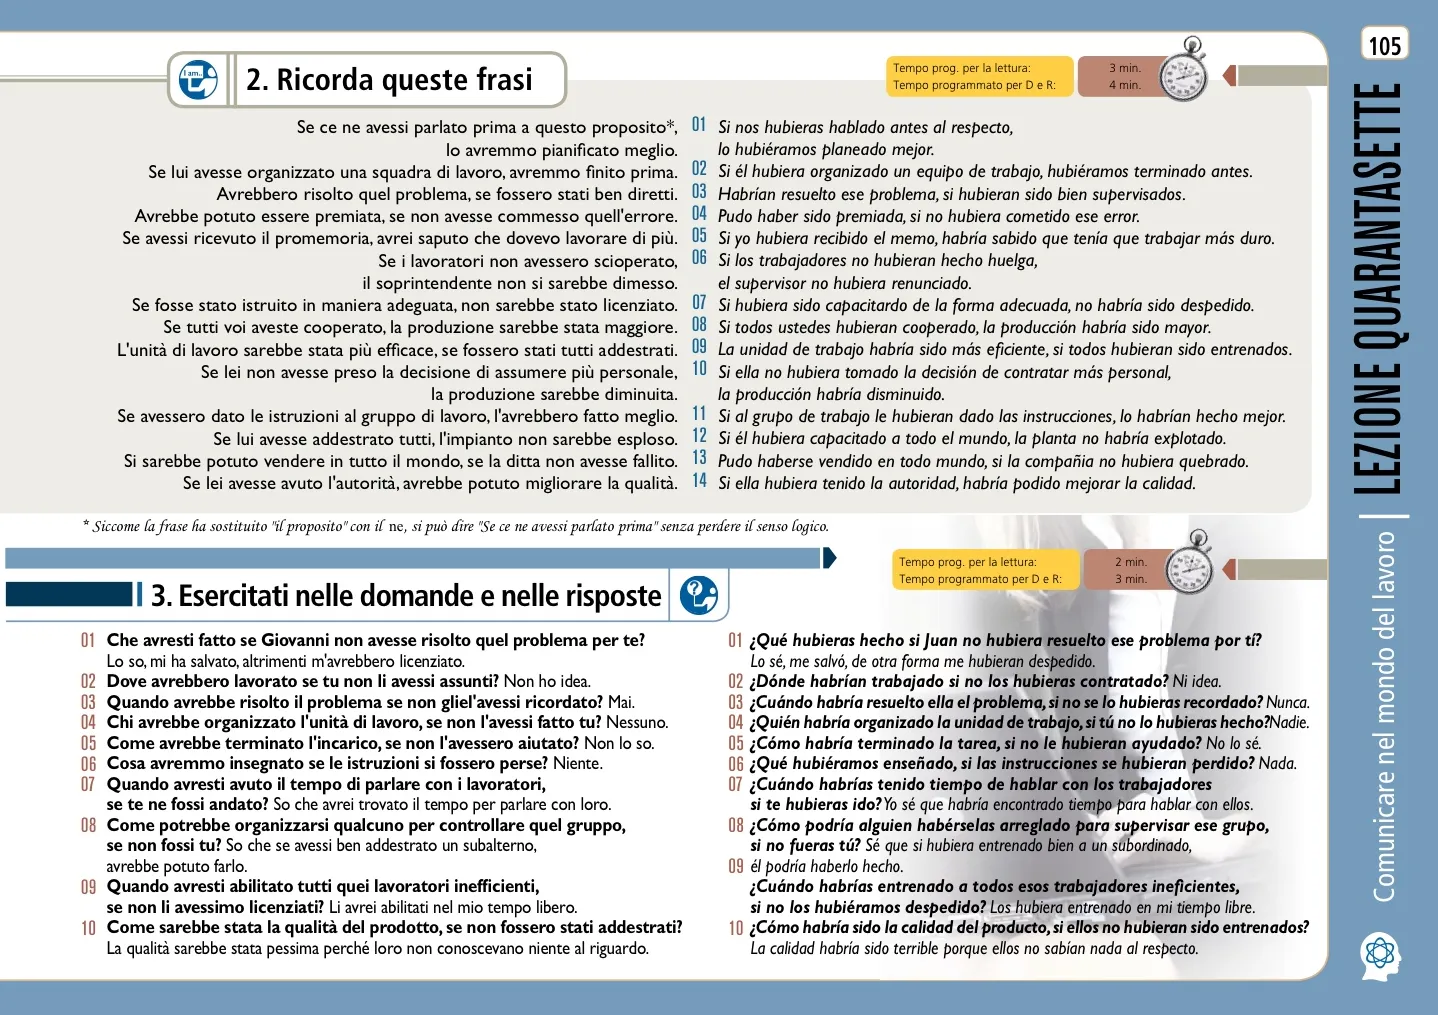 105
LEZIONE QUARANTASETTE
Comunicare nel mondo del lavoro
I am...
2. Ricorda queste frasi
Tempo prog. per la lettura: 3 min.
Tempo programmato per D e R: 4 min.
Se ce ne avessi parlato prima a questo proposito*, 01 Si nos hubieras hablado antes al respecto,
lo avremmo pianificato meglio. lo hubiéramos planeado mejor.
Se lui avesse organizzato una squadra di lavoro, avremmo finito prima. 02 Si él hubiera organizado un equipo de trabajo, hubiéramos terminado antes.
Avrebbero risolto quel problema, se fossero stati ben diretti. 03 Habrían resuelto ese problema, si hubieran sido bien supervisados.
Avrebbe potuto essere premiata, se non avesse commesso quell'errore. 04 Pudo haber sido premiada, si no hubiera cometido ese error.
Se avessi ricevuto il promemoria, avrei saputo che dovevo lavorare di più. 05 Si yo hubiera recibido el memo, habría sabido que tenía que trabajar más duro.
Se i lavoratori non avessero scioperato, 06 Si los trabajadores no hubieran hecho huelga,
il soprintendente non si sarebbe dimesso. el supervisor no hubiera renunciado.
Se fosse stato istruito in maniera adeguata, non sarebbe stato licenziato. 07 Si hubiera sido capacitardo de la forma adecuada, no habría sido despedido.
Se tutti voi aveste cooperato, la produzione sarebbe stata maggiore. 08 Si todos ustedes hubieran cooperado, la producción habría sido mayor.
L'unità di lavoro sarebbe stata più efficace, se fossero stati tutti addestrati. 09 La unidad de trabajo habría sido más eficiente, si todos hubieran sido entrenados.
Se lei non avesse preso la decisione di assumere più personale, 10 Si ella no hubiera tomado la decisión de contratar más personal,
la produzione sarebbe diminuita. la producción habría disminuido.
Se avessero dato le istruzioni al gruppo di lavoro, l'avrebbero fatto meglio. 11 Si al grupo de trabajo le hubieran dado las instrucciones, lo habrían hecho mejor.
Se lui avesse addestrato tutti, l'impianto non sarebbe esploso. 12 Si él hubiera capacitado a todo el mundo, la planta no habría explotado.
Si sarebbe potuto vendere in tutto il mondo, se la ditta non avesse fallito. 13 Pudo haberse vendido en todo mundo, si la compañia no hubiera quebrado.
Se lei avesse avuto l'autorità, avrebbe potuto migliorare la qualità. 14 Si ella hubiera tenido la autoridad, habría podido mejorar la calidad.
* Siccome la frase ha sostituito "il proposito" con il ne, si può dire "Se ce ne avessi parlato prima" senza perdere il senso logico.
3. Esercitati nelle domande e nelle risposte
?
Tempo prog. per la lettura: 2 min.
Tempo programmato per D e R: 3 min.
01 Che avresti fatto se Giovanni non avesse risolto quel problema per te?
Lo so, mi ha salvato, altrimenti m'avrebbero licenziato.
02 Dove avrebbero lavorato se tu non li avessi assunti? Non ho idea.
03 Quando avrebbe risolto il problema se non gliel'avessi ricordato? Mai.
04 Chi avrebbe organizzato l'unità di lavoro, se non l'avessi fatto tu? Nessuno.
05 Come avrebbe terminato l'incarico, se non l'avessero aiutato? Non lo so.
06 Cosa avremmo insegnato se le istruzioni si fossero perse? Niente.
07 Quando avresti avuto il tempo di parlare con i lavoratori,
se te ne fossi andato? So che avrei trovato il tempo per parlare con loro.
08 Come potrebbe organizzarsi qualcuno per controllare quel gruppo,
se non fossi tu? So che se avessi ben addestrato un subalterno,
avrebbe potuto farlo.
09 Quando avresti abilitato tutti quei lavoratori inefficienti,
se non li avessimo licenziati? Li avrei abilitati nel mio tempo libero.
10 Come sarebbe stata la qualità del prodotto, se non fossero stati addestrati?
La qualità sarebbe stata pessima perché loro non conoscevano niente al riguardo.
01 ¿Qué hubieras hecho si Juan no hubiera resuelto ese problema por tí?
Lo sé, me salvó, de otra forma me hubieran despedido.
02 ¿Dónde habrían trabajado si no los hubieras contratado? Ni idea.
03 ¿Cuándo habría resuelto ella el problema, si no se lo hubieras recordado? Nunca.
04 ¿Quién habría organizado la unidad de trabajo, si tú no lo hubieras hecho?Nadie.
05 ¿Cómo habría terminado la tarea, si no le hubieran ayudado? No lo sé.
06 ¿Qué hubiéramos enseñado, si las instrucciones se hubieran perdido? Nada.
07 ¿Cuándo habrías tenido tiempo de hablar con los trabajadores
si te hubieras ido? Yo sé que habría encontrado tiempo para hablar con ellos.
08 ¿Cómo podría alguien habérselas arreglado para supervisar ese grupo,
si no fueras tú? Sé que si hubiera entrenado bien a un subordinado,
09 él podría haberlo hecho.
¿Cuándo habrías entrenado a todos esos trabajadores ineficientes,
si no los hubiéramos despedido? Los hubiera entrenado en mi tiempo libre.
10 ¿Cómo habría sido la calidad del producto, si ellos no hubieran sido entrenados?
La calidad habría sido terrible porque ellos no sabían nada al respecto.